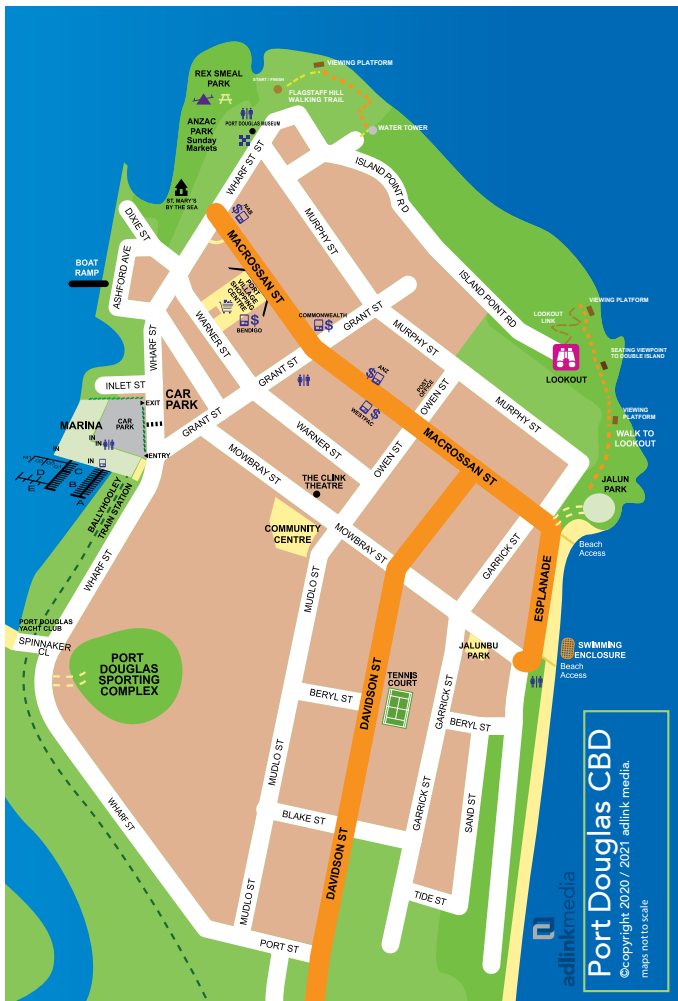 VIEWING PLATFORM
REX SMEAL
PARK
START / FINISH
FLAGSTAFF HILL
WALKING TRAIL
ANZAC
PARK
Sunday
Markets
PORT DOUGLAS MUSEUM
WATER TOWER
WHARF ST
ST
ISLAND POINT R D
ST. MARY'S
BY THE SEA
NAB
$
DIXIE ST
MURPHY ST
MACROSSAN ST
BOAT
RAMP
ASHFORD AVE
PORT
VILLAGE
SHOPPING
CENTRE
BENDIGO
$
COMMONWEALTH
$
GRANT ST
ISLAND POINT RD
VIEWING PLATFORM
LOOKOUT
LINK
LOOKOUT
SEATING VIEWPOINT
TO DOUBLE ISLAND
WHARF ST
WARNER ST
MURPHY ST
GRANT ST
ANZ
$
POST
OFFICE
OWEN ST
WESTPAC
$
INLET ST
CAR
PARK
EXIT
MARINA
CAR
PARK
IN
IN
IN
IN
ENTRY
GRANT ST
MURPHY ST
VIEWING
PLATFORM
WALK TO
LOOKOUT
MOWBRAY ST
WARNER ST
OWEN ST
MACROSSAN ST
D
E
C
B
A
BALLYHOOLEY
TRAIN STATION
THE CLINK
THEATRE
JALUN
PARK
COMMUNITY
CENTRE
MOWBRAY ST
GARRICK ST
Beach
Access
WHARF ST
MUDLO ST
ESPLANADE
PORT DOUGLAS
YACHT CLUB
SPINNAKER
CL
PORT
DOUGLAS
SPORTING
COMPLEX
JALUNBU
PARK
SWIMMING
ENCLOSURE
Beach
Access
TENNIS
COURT
BERYL ST
DAVIDSON ST
GARRICK ST
BERYL ST
MUDLO ST
WHARF ST
BLAKE ST
GARRICK ST
SAND ST
DAVIDSON ST
MUDLO ST
TIDE ST
PORT ST
adlinkmedia
Port Douglas CBD
©copyright 2020 / 2021 adlink media.
maps not to scale